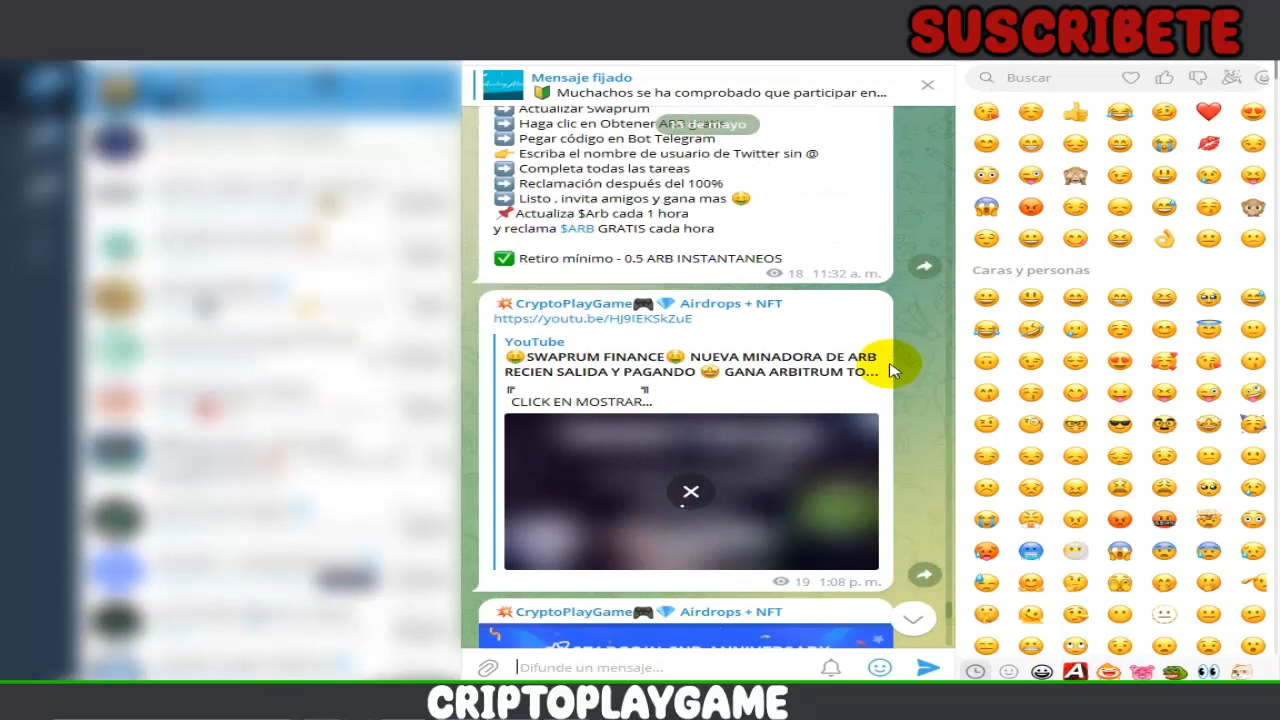 SUSCRIBETE
Mensaje fijado
🔰 Muchachos se ha comprobado que participar en...
Buscar
➡️ Actualizar Swaprum
➡️ Haga clic en Obtener
de mayo
➡️ Pegar código en Bot Telegram
👉 Escriba el nombre de usuario de Twitter sin @
➡️ Completa todas las tareas
➡️ Reclamación después del 100%
➡️ Listo , invita amigos y gana mas 🤑
📌 Actualiza $Arb cada 1 hora
y reclama $ARB GRATIS cada hora
✅ Retiro mínimo - 0.5 ARB INSTANTANEOS
18 11:32 a. m.
Caras y personas
💥CryptoPlayGame🎮💎 Airdrops + NFT
https://youtu.be/HJ9IEKSkZuE
YouTube
🤑SWAPRUM FINANCE🤑 NUEVA MINADORA DE ARB
RECIEN SALIDA Y PAGANDO 🤩 GANA ARBITRUM TO...
╔ ╗
CLICK EN MOSTRAR...
19 1:08 p. m.
💥CryptoPlayGame🎮💎 Airdrops + NFT
Difunde un mensaje...
CRIPTOPLAYGAME